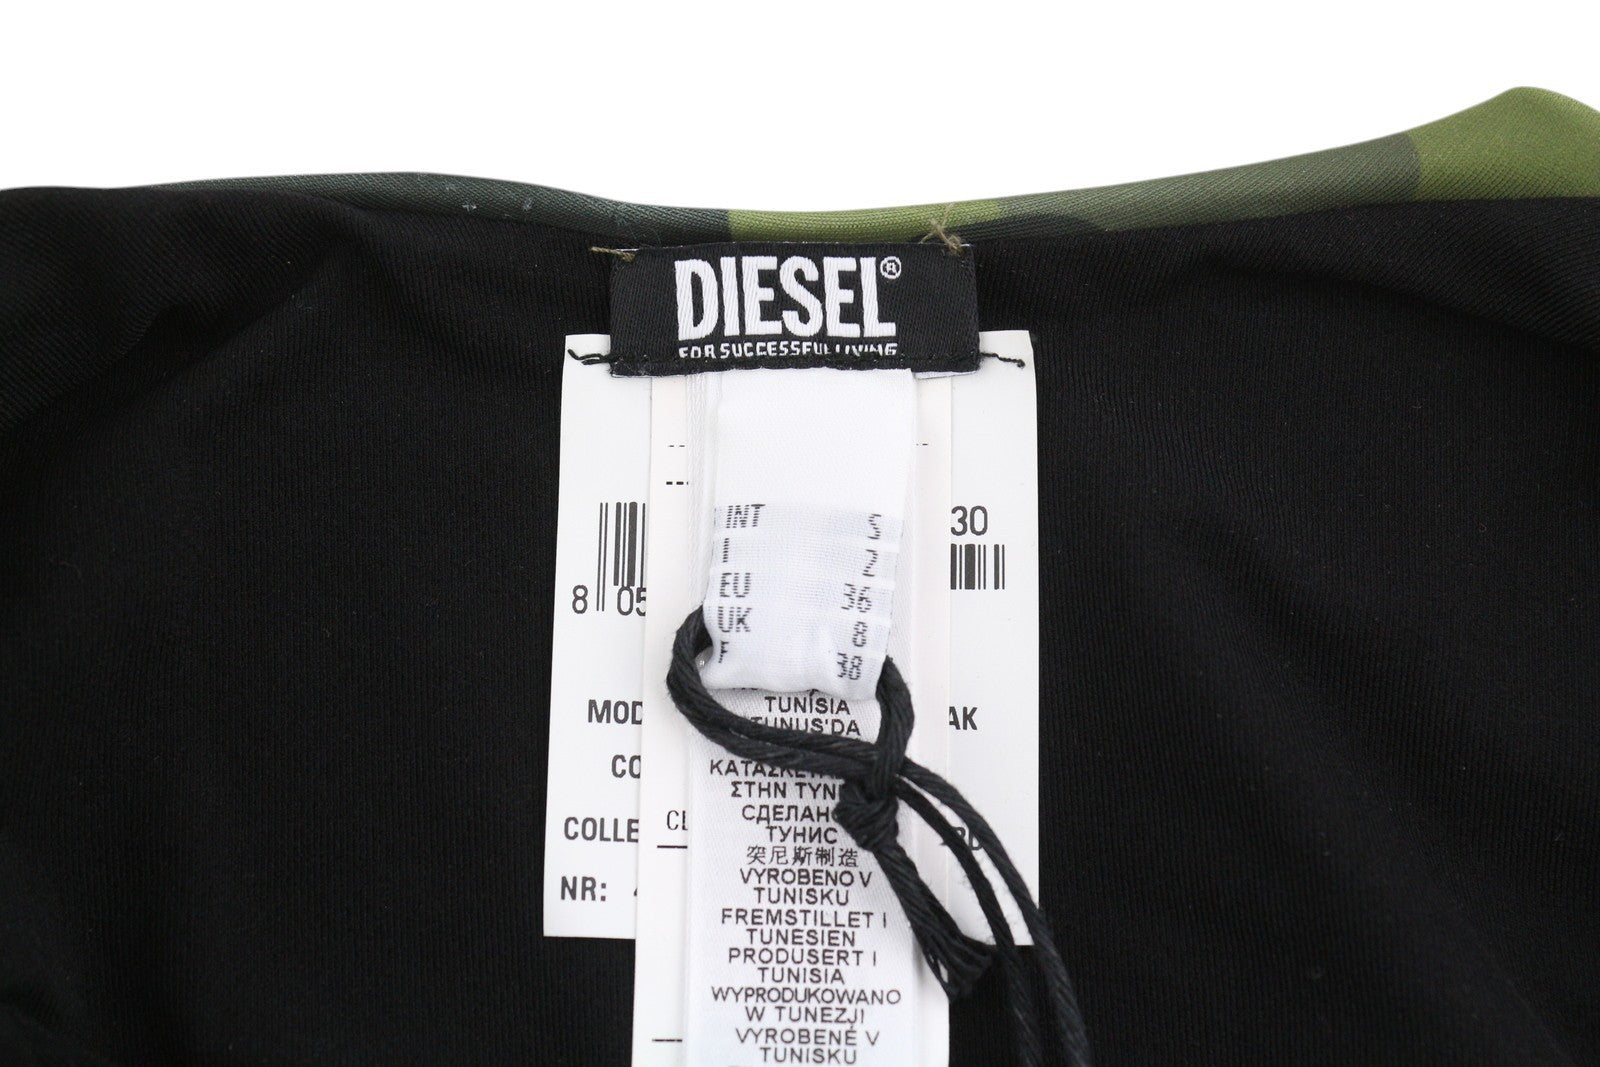 DIESEL®
FOR SUCCESSFUL LIVING
INT S
I 2
EU 36
UK 8
F 38
30
8 05
MOD
AK
CO
COLLE
CL
NR:
TUNISIA
TUNUS'DA
ΣΤΗΝ
ТУНИС
突尼斯制造
VYROBENO V
TUNISKU
FREMSTILLET I
TUNESIEN
PRODUSERT I
TUNISIA
WYPRODUKOWANO
W TUNEZJI
VYROBENÉ V
TUNISKU